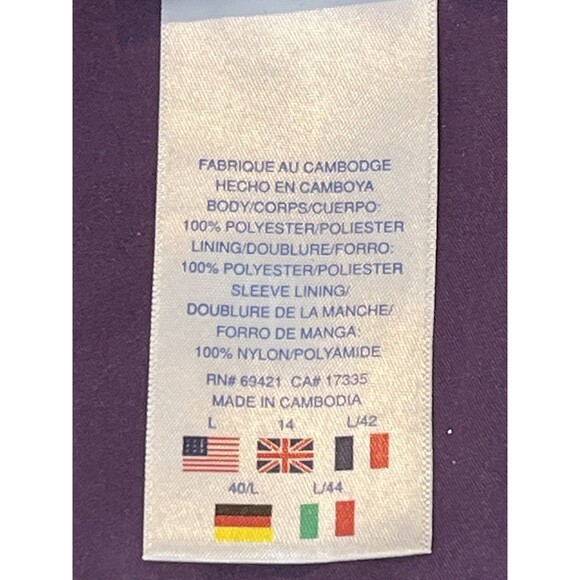 FABRIQUE AU CAMBODGE
HECHO EN CAMBOYA
BODY/CORPS/CUERPO:
100% POLYESTER/POLIESTER
LINING/DOUBLURE/FORRO:
100% POLYESTER/POLIESTER
SLEEVE LINING/
DOUBLURE DE LA MANCHE/
FORRO DE MANGA:
100% NYLON/POLYAMIDE
RN# 69421 CA# 17335
MADE IN CAMBODIA
L 14 L/42
40/L L/44